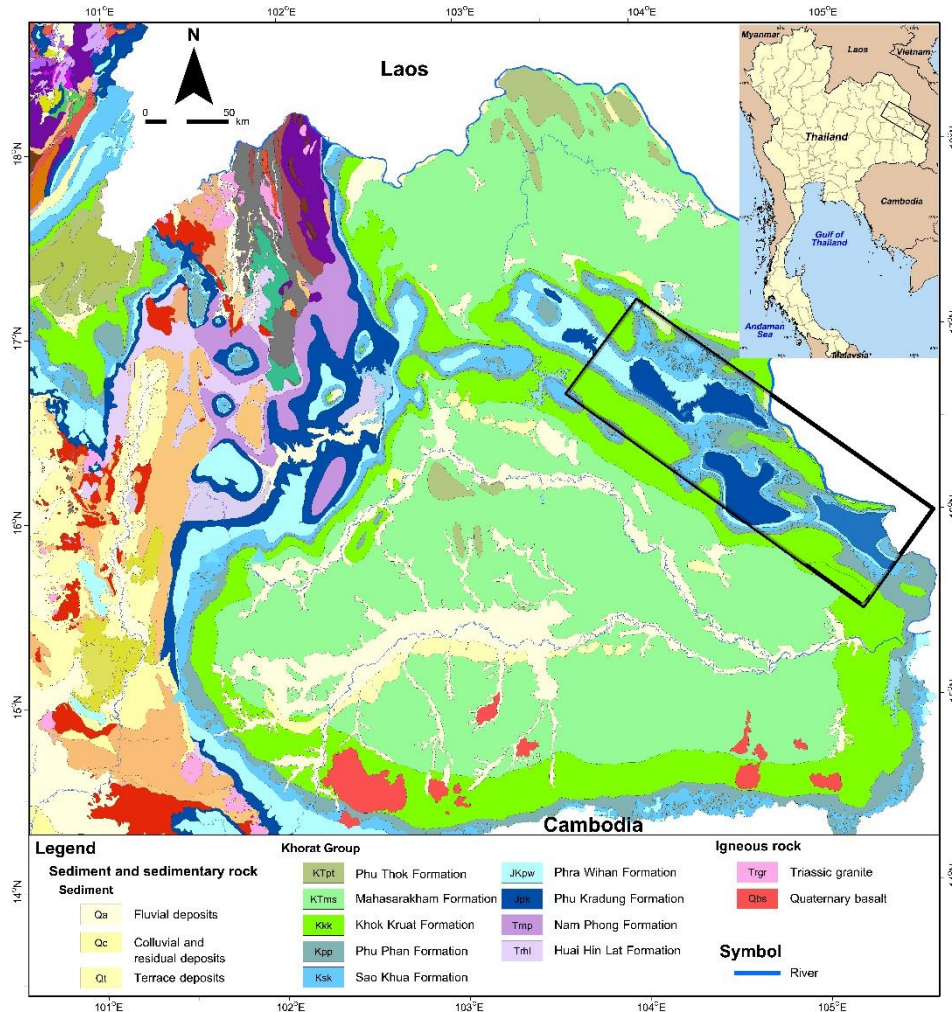 102°E
103°E
104°E
105°E
Myanmar
Laos
Vietnam
N
Laos
0 50
km
Thailand
Cambodia
Gulf of
Thailand
Andaman
Sea
Malaysia
18°N
17°N
16°N
15°N
14°N
Cambodia
Legend
Sediment and sedimentary rock
Sediment
Qa Fluvial deposits
Qc Colluvial and
residual deposits
Qt Terrace deposits
Khorat Group
KTpt Phu Thok Formation
KTms Mahasarakham Formation
Kkk Khok Kruat Formation
Kpp Phu Phan Formation
Ksk Sao Khua Formation
JKpw Phra Wihan Formation
Jpk Phu Kradung Formation
Trnp Nam Phong Formation
Trhl Huai Hin Lat Formation
Igneous rock
Trgr Triassic granite
Qbs Quaternary basalt
Symbol
River
101°E
102°E
103°E
104°E
105°E